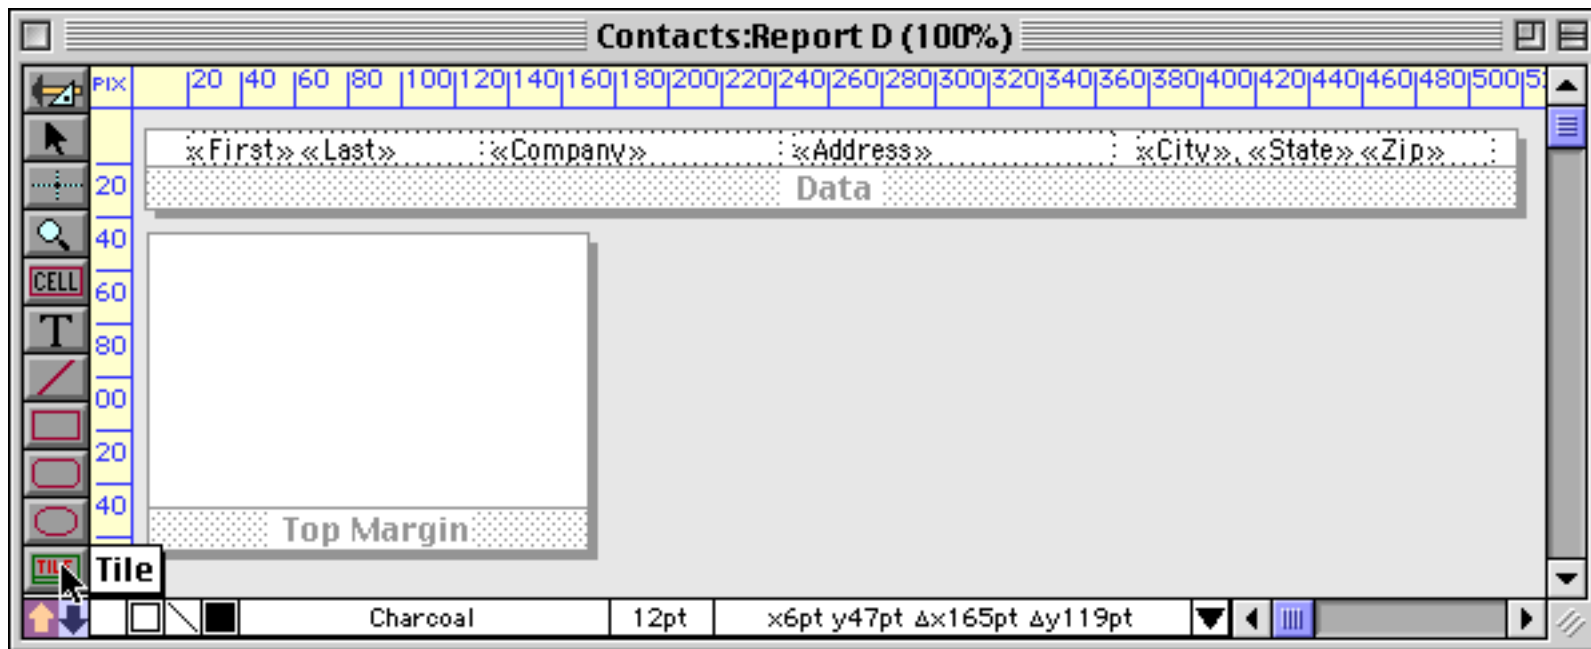 Contacts:Report D (100%)
PIX 20 40 60 80 100 120 140 160 180 200 220 240 260 280 300 320 340 360 380 400 420 440 460 480 500 5
«First» «Last» «Company» «Address» «City», «State» «Zip»
20 Data
40
CELL 60
T 80
00
20
40 Top Margin
TILE Tile
Charcoal 12pt x6pt y47pt Δx165pt Δy119pt